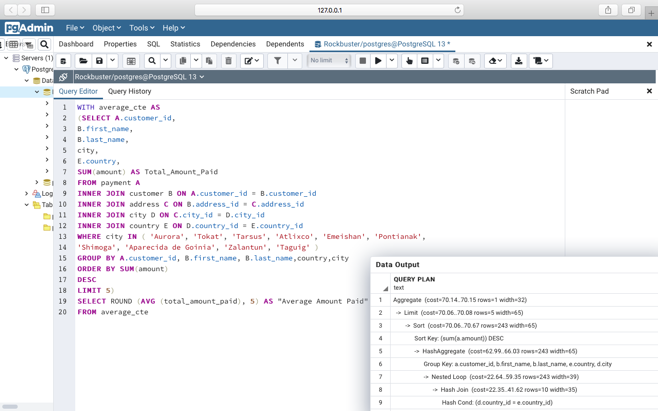 127.0.0.1
pgAdmin File Object Tools Help
Dashboard Properties SQL Statistics Dependencies Dependents Rockbuster/postgres@PostgreSQL 13 *
Servers (1)
No limit
Rockbuster/postgres@PostgreSQL 13
Query Editor Query History Scratch Pad
1 WITH average_cte AS
2 (SELECT A.customer_id,
3 B.first_name,
4 B.last_name,
5 city,
6 E.country,
7 SUM(amount) AS Total_Amount_Paid
8 FROM payment A
9 INNER JOIN customer B ON A.customer_id = B.customer_id
10 INNER JOIN address C ON B.address_id = C.address_id
11 INNER JOIN city D ON C.city_id = D.city_id
12 INNER JOIN country E ON D.country_id = E.country_id
13 WHERE city IN ( 'Aurora', 'Tokat', 'Tarsus', 'Atlixco', 'Emeishan', 'Pontianak',
14 'Shimoga', 'Aparecida de Goinia', 'Zalantun', 'Taguig' )
15 GROUP BY A.customer_id, B.first_name, B.last_name,country,city
16 ORDER BY SUM(amount)
17 DESC
18 LIMIT 5)
19 SELECT ROUND (AVG (total_amount_paid), 5) AS "Average Amount Paid"
20 FROM average_cte
Data Output
QUERY PLAN
text
1 Aggregate (cost=70.14..70.15 rows=1 width=32)
2 -> Limit (cost=70.06..70.08 rows=5 width=65)
3 -> Sort (cost=70.06..70.67 rows=243 width=65)
4 Sort Key: (sum(a.amount)) DESC
5 -> HashAggregate (cost=62.99..66.03 rows=243 width=65)
6 Group Key: a.customer_id, b.first_name, b.last_name, e.country, d.city
7 -> Nested Loop (cost=22.64..59.35 rows=243 width=39)
8 -> Hash Join (cost=22.35..41.62 rows=10 width=35)
9 Hash Cond: (d.country_id = e.country_id)